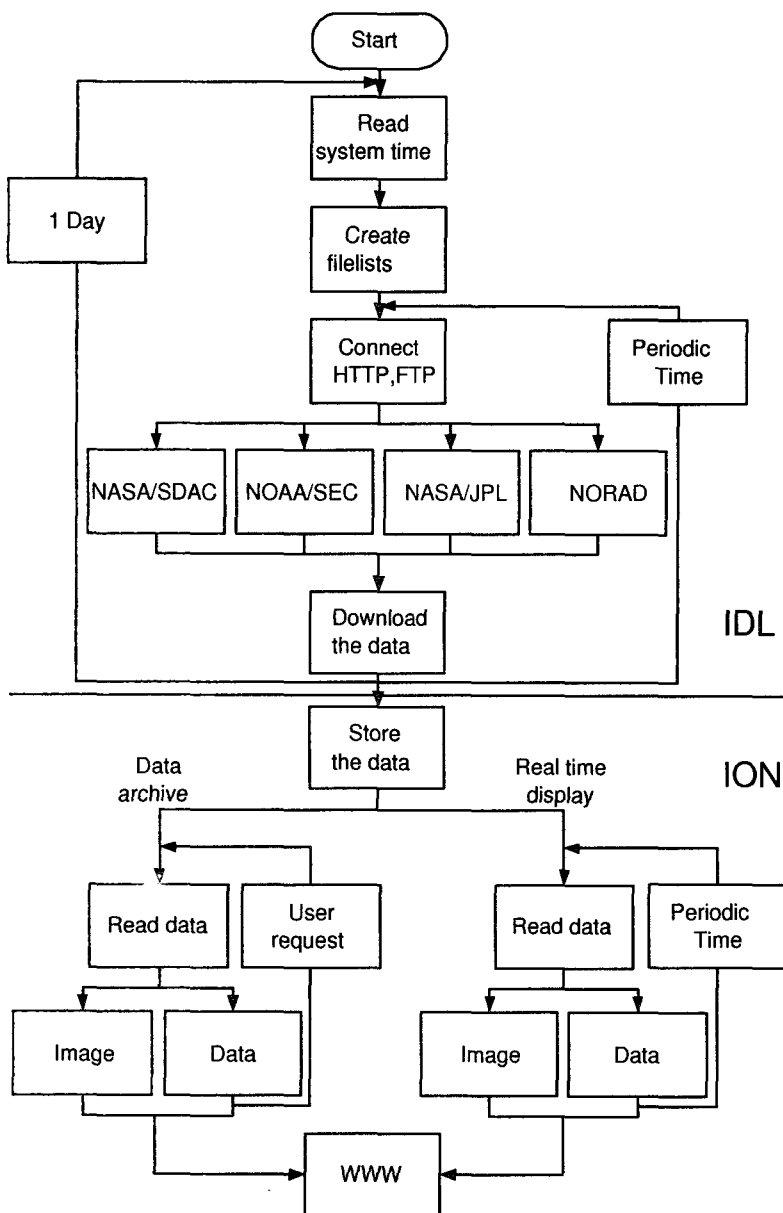 Start
Read
system time
1 Day
Create
filelists
Connect
HTTP,FTP
Periodic
Time
NASA/SDAC
NOAA/SEC
NASA/JPL
NORAD
Download
the data
IDL
Store
the data
ION
Data
archive
Real time
display
Read data
User
request
Read data
Periodic
Time
Image
Data
Image
Data
WWW